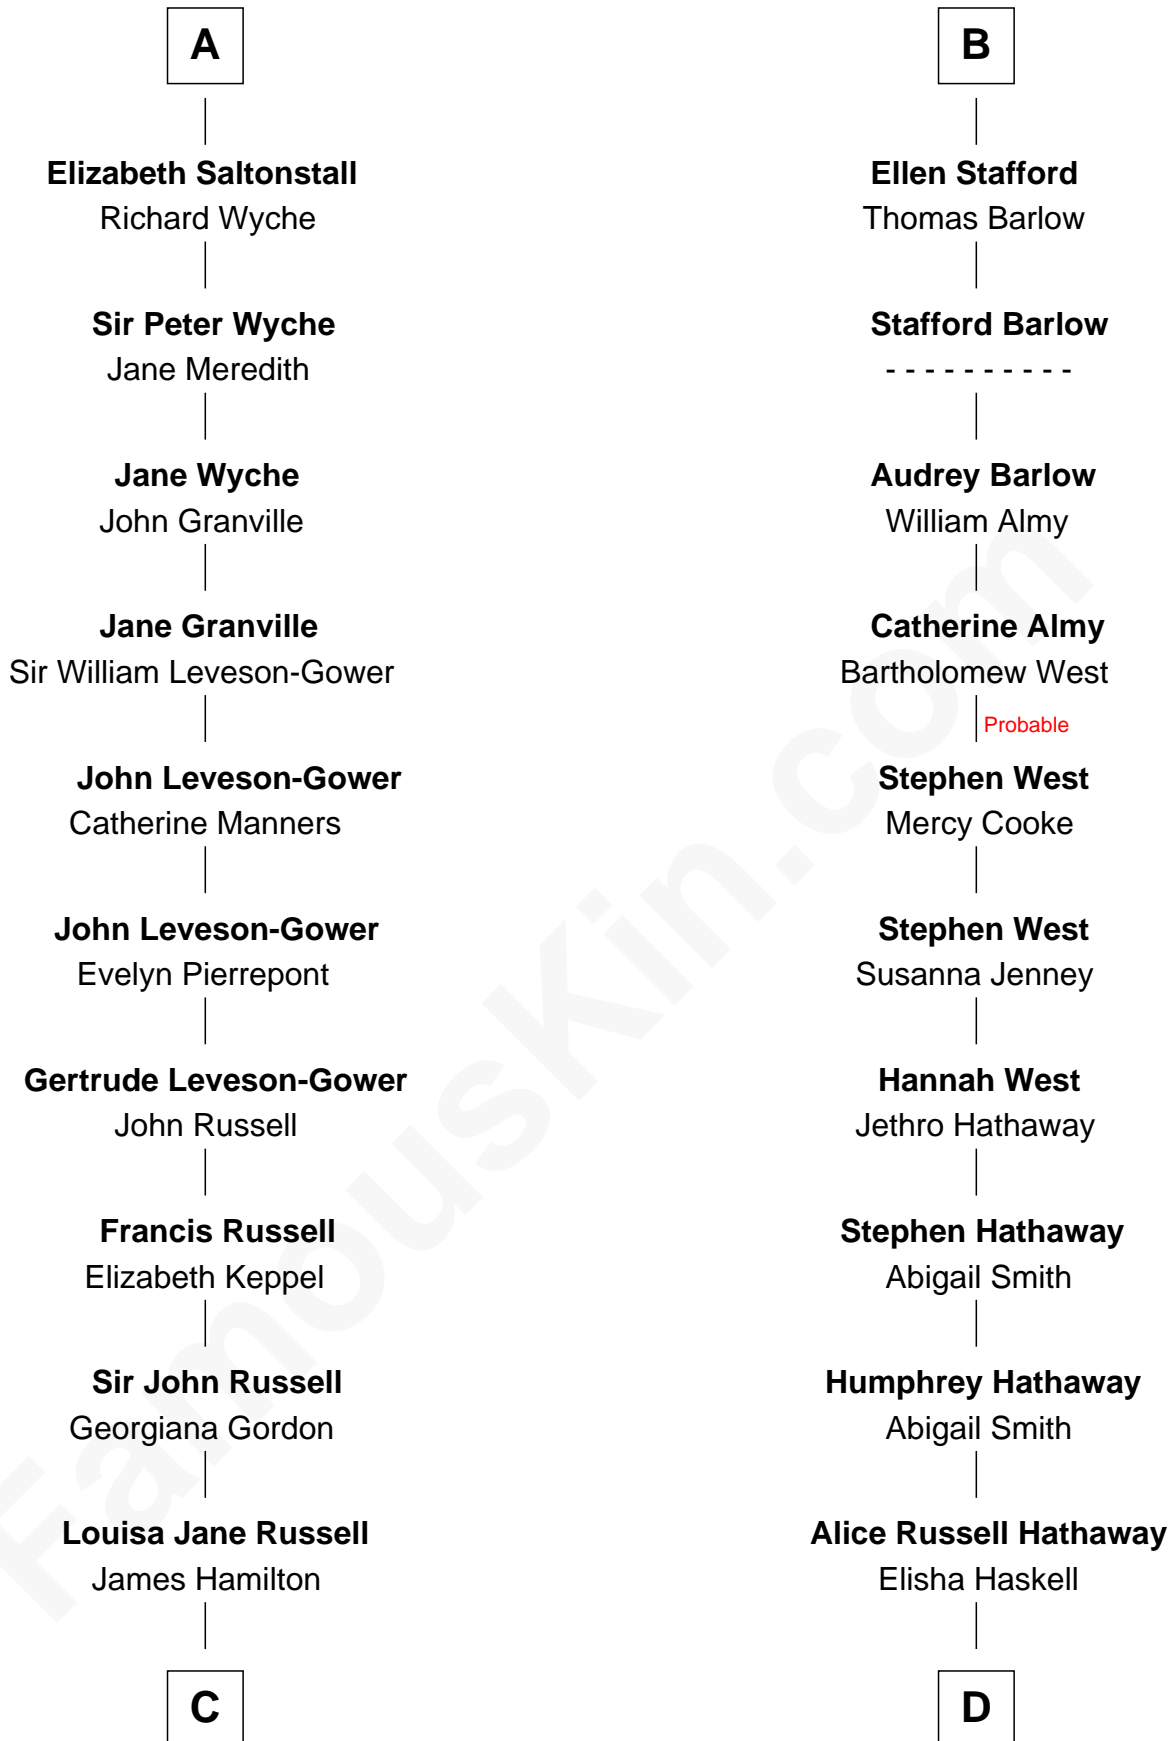 A
Elizabeth Saltonstall
Richard Wyche
Sir Peter Wyche
Jane Meredith
Jane Wyche
John Granville
Jane Granville
Sir William Leveson-Gower
John Leveson-Gower
Catherine Manners
John Leveson-Gower
Evelyn Pierrepont
Gertrude Leveson-Gower
John Russell
Francis Russell
Elizabeth Keppel
Sir John Russell
Georgiana Gordon
Louisa Jane Russell
James Hamilton
C
B
Ellen Stafford
Thomas Barlow
Stafford Barlow
- - - - - - - - - -
Audrey Barlow
William Almy
Catherine Almy
Bartholomew West
Probable
Stephen West
Mercy Cooke
Stephen West
Susanna Jenney
Hannah West
Jethro Hathaway
Stephen Hathaway
Abigail Smith
Humphrey Hathaway
Abigail Smith
Alice Russell Hathaway
Elisha Haskell
D
FamousKin.com